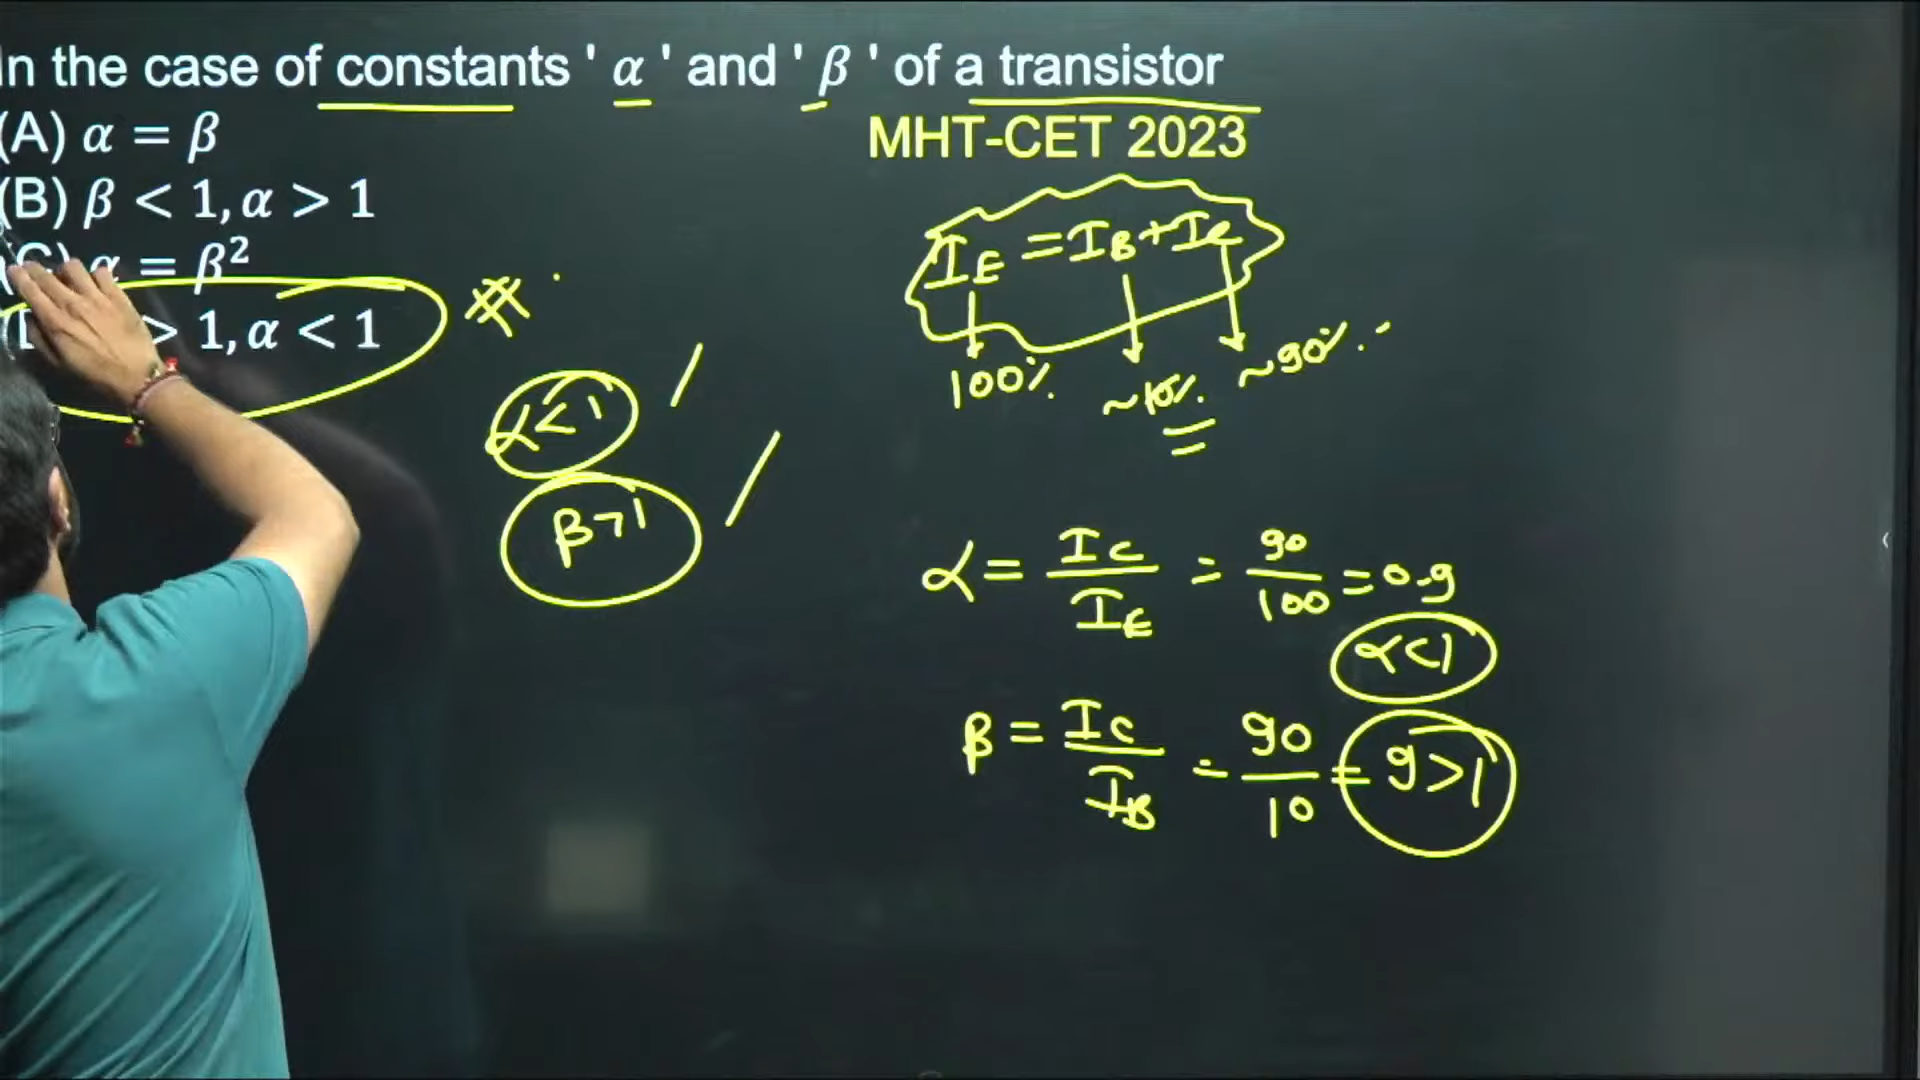 In the case of constants ' α ' and ' β ' of a transistor
(A) α = β
MHT-CET 2023
(B) β < 1, α > 1
(C) α = β²
> 1, α < 1
I_E = I_B + I_C
100%
~10%.
~90%.
α<1
β>1
α = I_C / I_E = 90 / 100 = 0.9
α<1
β = I_C / I_B = 90 / 10 = 9>1